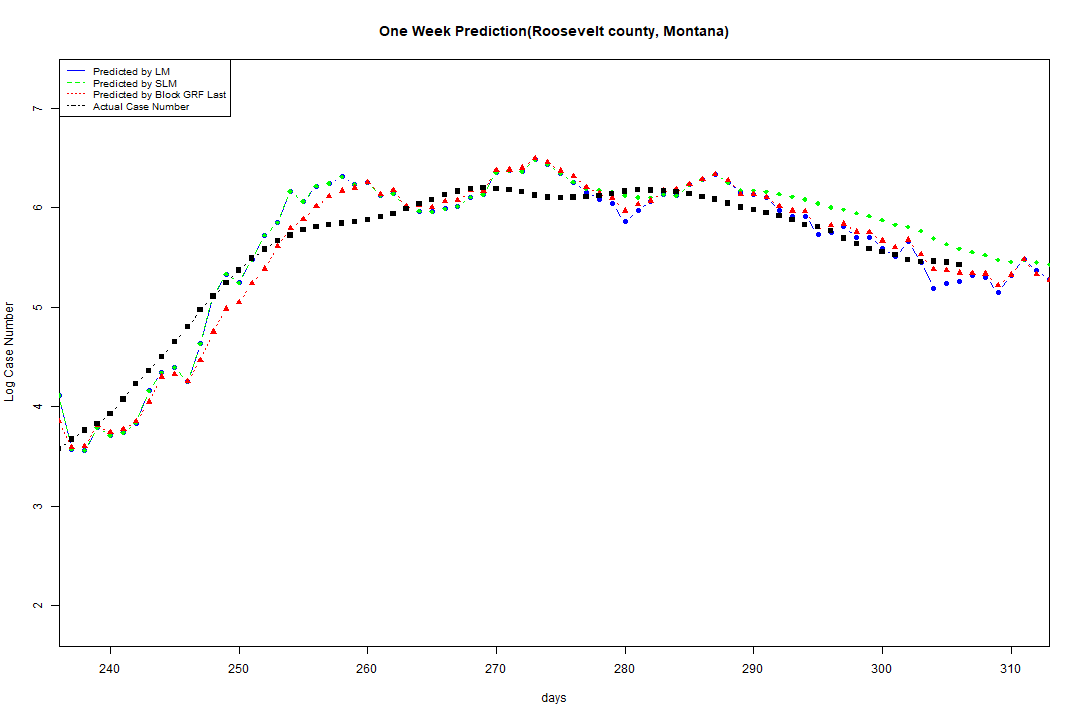 One Week Prediction(Roosevelt county, Montana)
Predicted by LM
Predicted by SLM
Predicted by Block GRF Last
Actual Case Number
7
6
5
4
3
2
Log Case Number
240 250 260 270 280 290 300 310
days